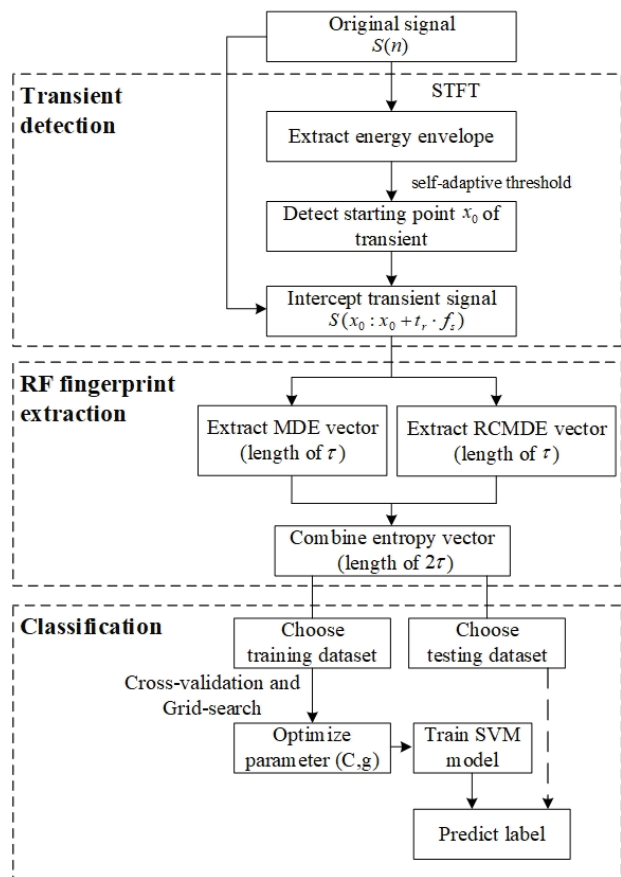 Original signal
S(n)
STFT
Transient
detection
Extract energy envelope
self-adaptive threshold
Detect starting point x₀ of
transient
Intercept transient signal
S(x₀ : x₀ + tᵣ · fₛ)
RF fingerprint
extraction
Extract MDE vector
(length of τ)
Extract RCMDE vector
(length of τ)
Combine entropy vector
(length of 2τ)
Classification
Choose
training dataset
Choose
testing dataset
Cross-validation and
Grid-search
Optimize
parameter (C,g)
Train SVM
model
Predict label